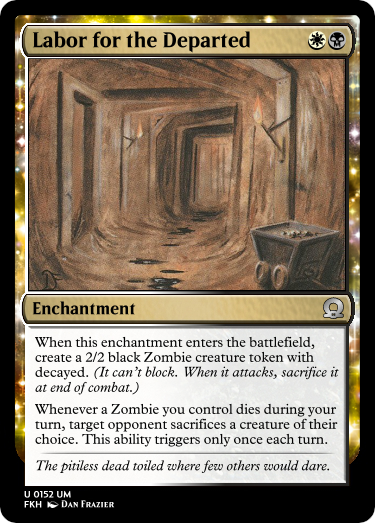 Labor for the Departed
Enchantment
When this enchantment enters the battlefield,
create a 2/2 black Zombie creature token with
decayed. (It can't block. When it attacks, sacrifice it
at end of combat.)
Whenever a Zombie you control dies during your
turn, target opponent sacrifices a creature of their
choice. This ability triggers only once each turn.
The pitiless dead toiled where few others would dare.
U 0152 UM
FKH Dan Frazier